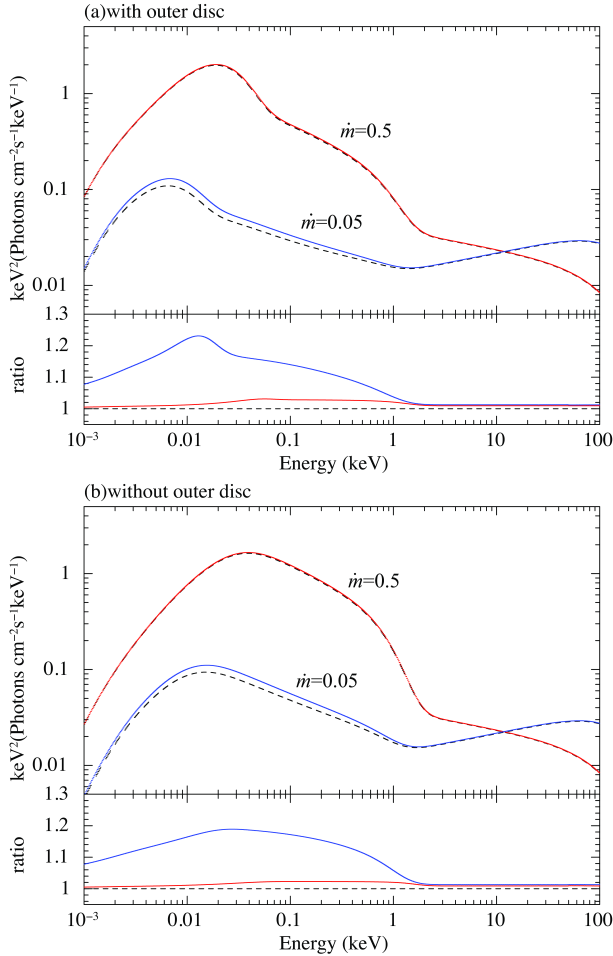 (a)with outer disc
keV²(Photons cm⁻²s⁻¹keV⁻¹)
1
0.1
0.01
ṁ=0.5
ṁ=0.05
ratio
1.3
1.2
1.1
1
10⁻³ 0.01 0.1 1 10 100
Energy (keV)
(b)without outer disc
keV²(Photons cm⁻²s⁻¹keV⁻¹)
1
0.1
0.01
ṁ=0.5
ṁ=0.05
ratio
1.3
1.2
1.1
1
10⁻³ 0.01 0.1 1 10 100
Energy (keV)